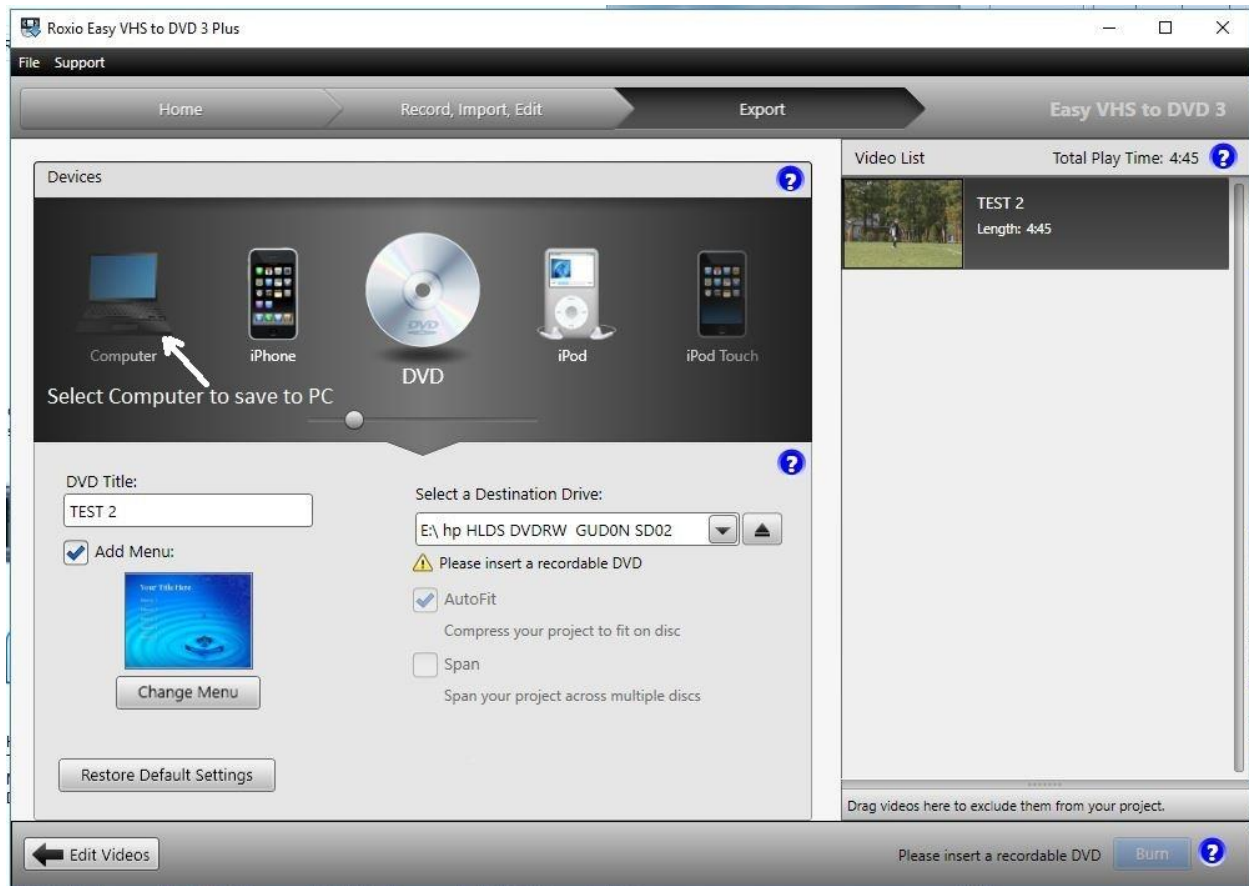 Roxio Easy VHS to DVD 3 Plus
File Support
Home
Record, Import, Edit
Export
Easy VHS to DVD 3
Devices
Computer
iPhone
DVD
DVD
iPod
iPod Touch
Select Computer to save to PC
DVD Title:
TEST 2
Add Menu:
Your Title Here
Change Menu
Restore Default Settings
Select a Destination Drive:
E:\ hp HLDS DVDRW GUD0N SD02
Please insert a recordable DVD
AutoFit
Compress your project to fit on disc
Span
Span your project across multiple discs
Video List
Total Play Time: 4:45
TEST 2
Length: 4:45
Drag videos here to exclude them from your project.
Edit Videos
Please insert a recordable DVD
Burn